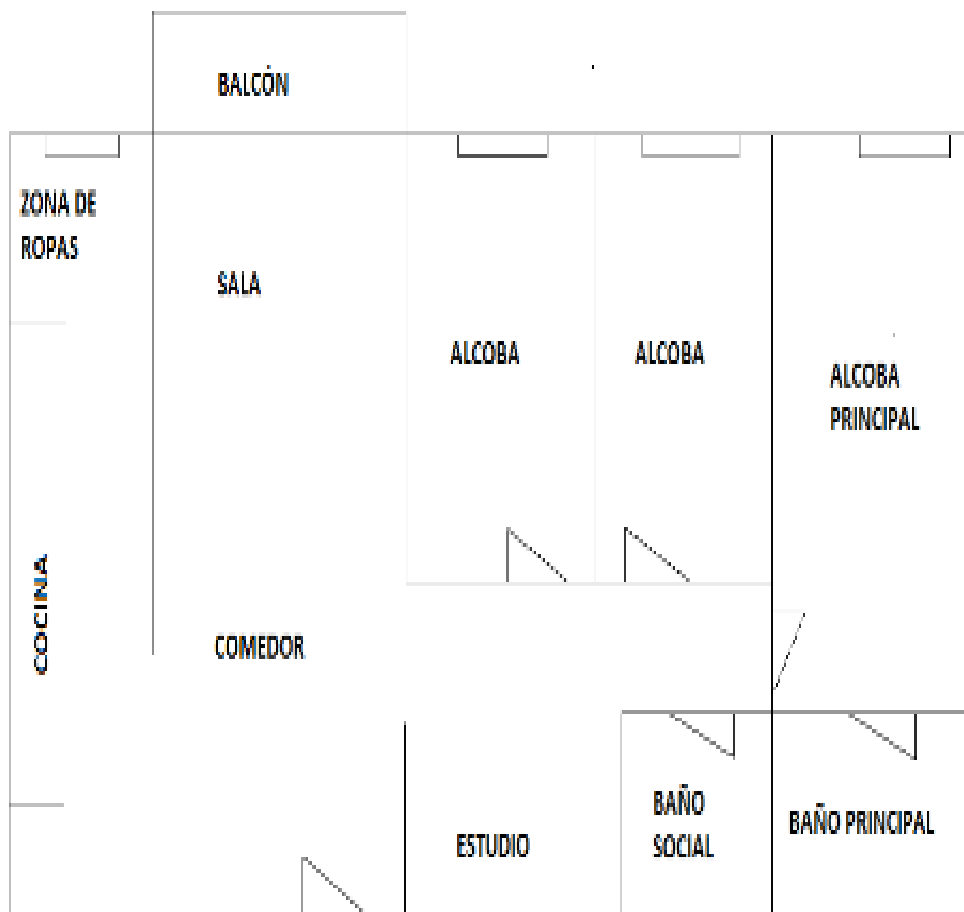 BALCÓN
ZONA DE
ROPAS
SALA
ALCOBA
ALCOBA
ALCOBA
PRINCIPAL
COCINA
COMEDOR
ESTUDIO
BAÑO
SOCIAL
BAÑO PRINCIPAL